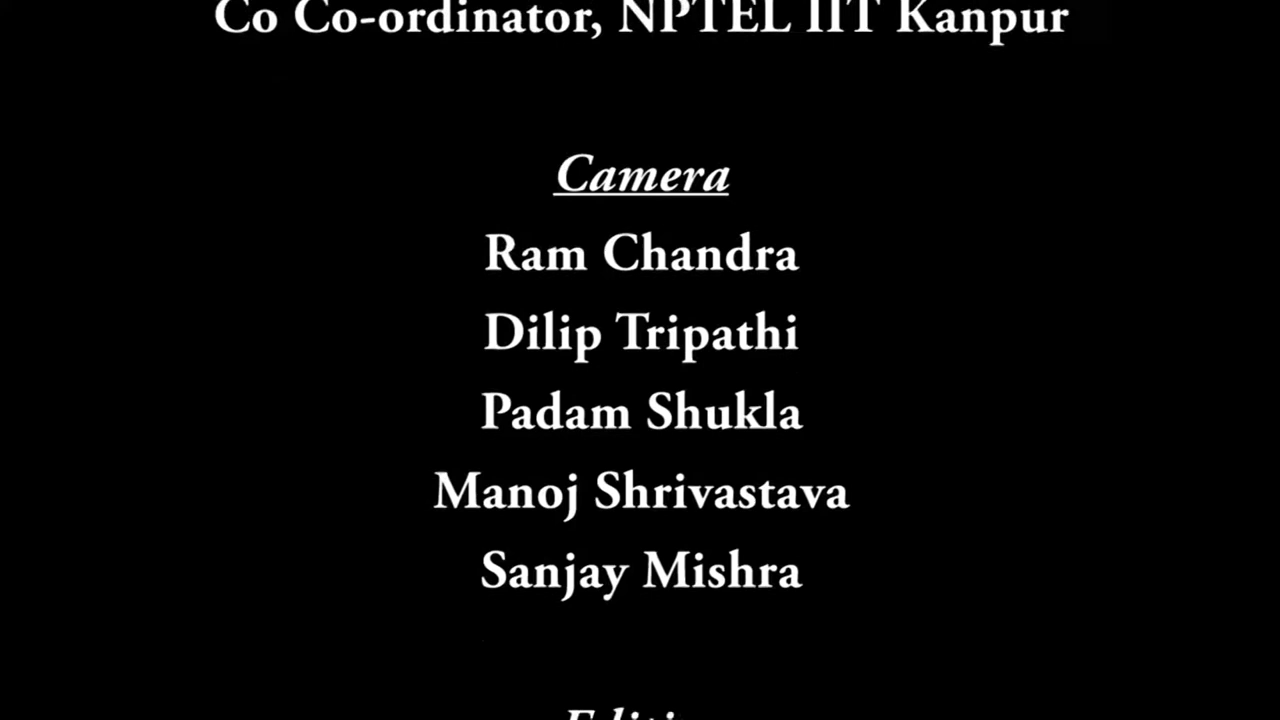 Co Co-ordinator, NPTEL IIT Kanpur
Camera
Ram Chandra
Dilip Tripathi
Padam Shukla
Manoj Shrivastava
Sanjay Mishra